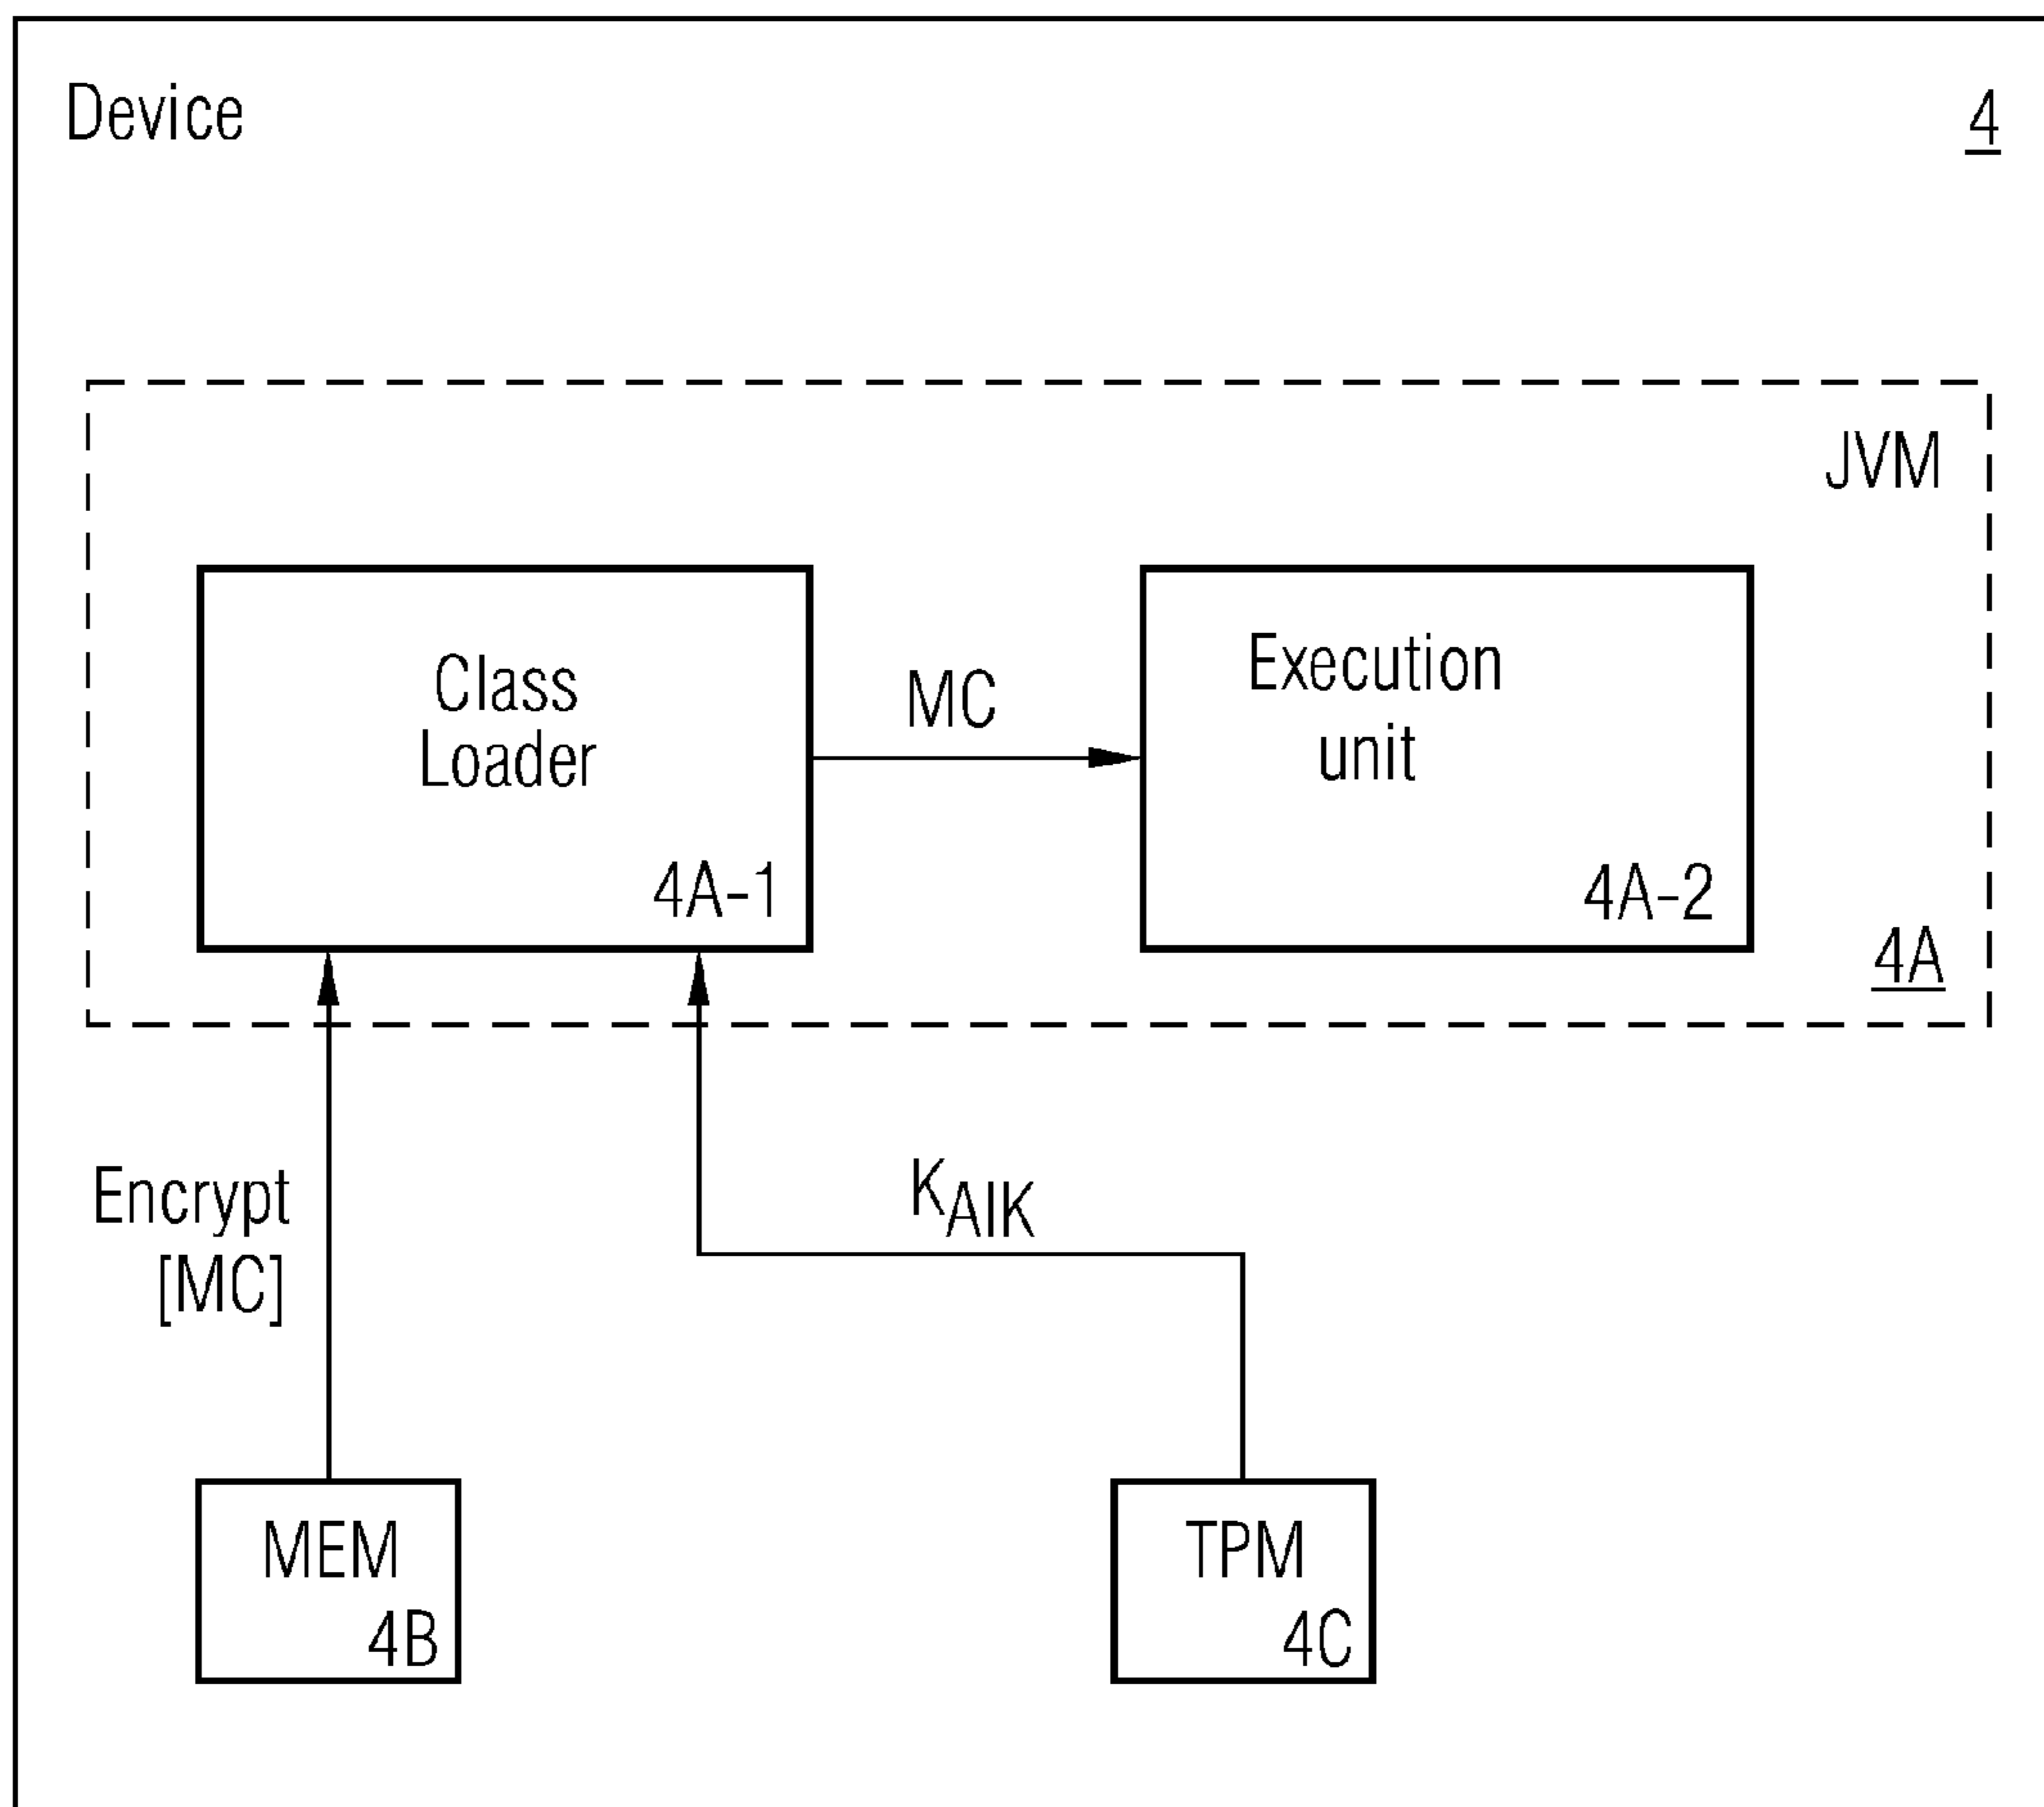 Device
4
JVM
Class
Loader
4A-1
MC
Execution
unit
4A-2
4A
Encrypt
[MC]
KAIK
MEM
4B
TPM
4C